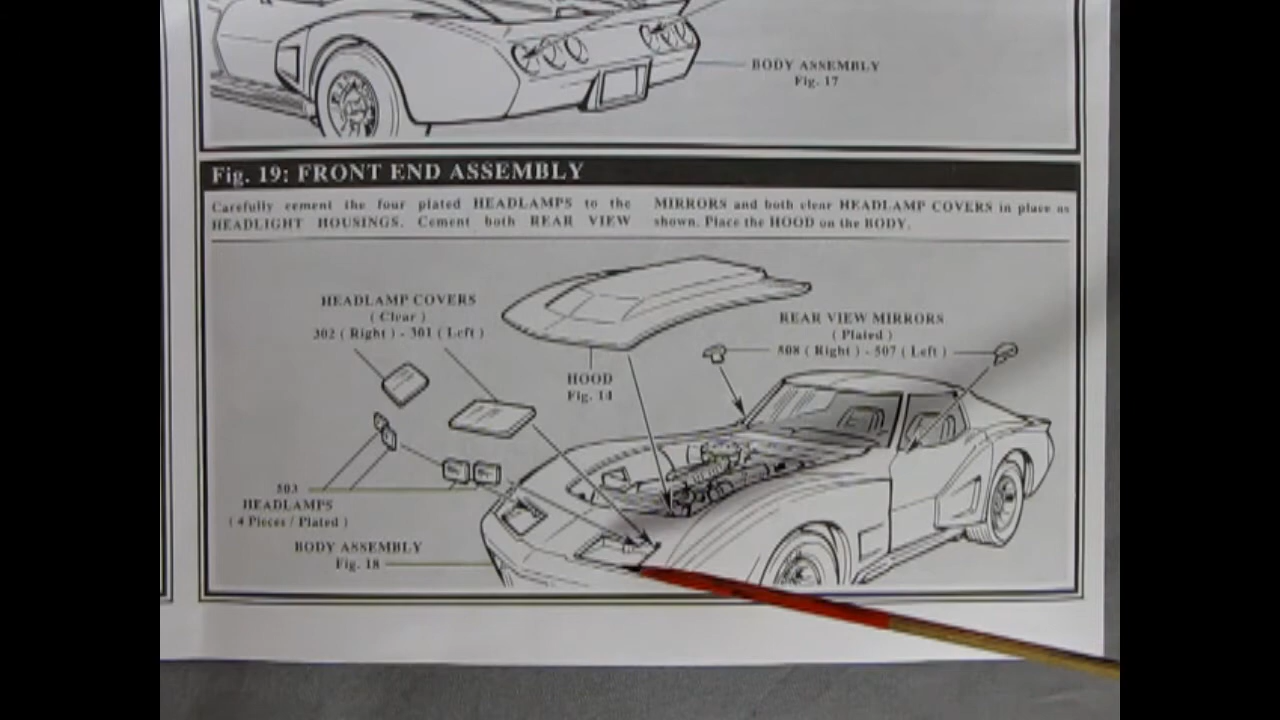 BODY ASSEMBLY
Fig. 17
Fig. 19: FRONT END ASSEMBLY
Carefully cement the four plated HEADLAMPS to the
HEADLIGHT HOUSINGS. Cement both REAR VIEW
MIRRORS and both clear HEADLAMP COVERS in place as
shown. Place the HOOD on the BODY.
HEADLAMP COVERS
( Clear )
302 ( Right ) - 301 ( Left )
REAR VIEW MIRRORS
( Plated )
508 ( Right ) - 507 ( Left )
HOOD
Fig. 14
503
HEADLAMPS
( 4 Pieces / Plated )
BODY ASSEMBLY
Fig. 18